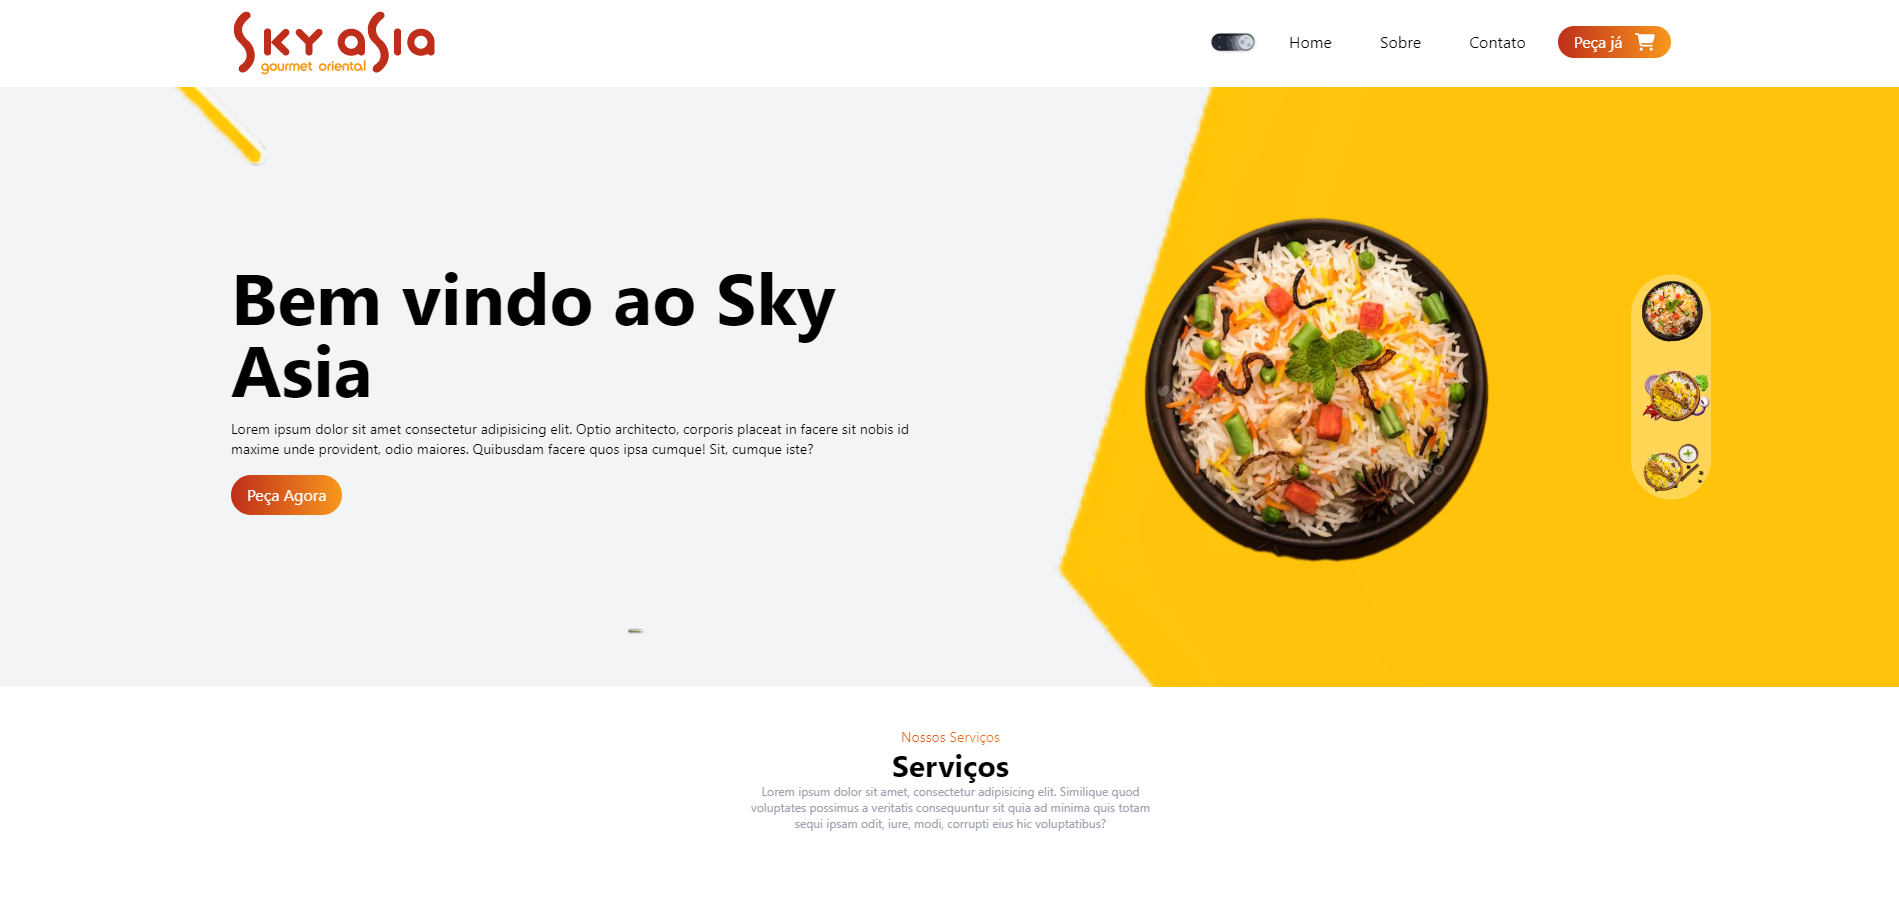 Sky aSia
gourmet oriental
Home
Sobre
Contato
Peça já
Bem vindo ao Sky
Asia
Lorem ipsum dolor sit amet consectetur adipisicing elit. Optio architecto, corporis placeat in facere sit nobis id
maxime unde provident, odio maiores. Quibusdam facere quos ipsa cumque! Sit, cumque iste?
Peça Agora
Nossos Serviços
Serviços
Lorem ipsum dolor sit amet, consectetur adipisicing elit. Similique quod
voluptates possimus a veritatis consequuntur sit quia ad minima quis totam
sequi ipsam odit, iure, modi, corrupti eius hic voluptatibus?